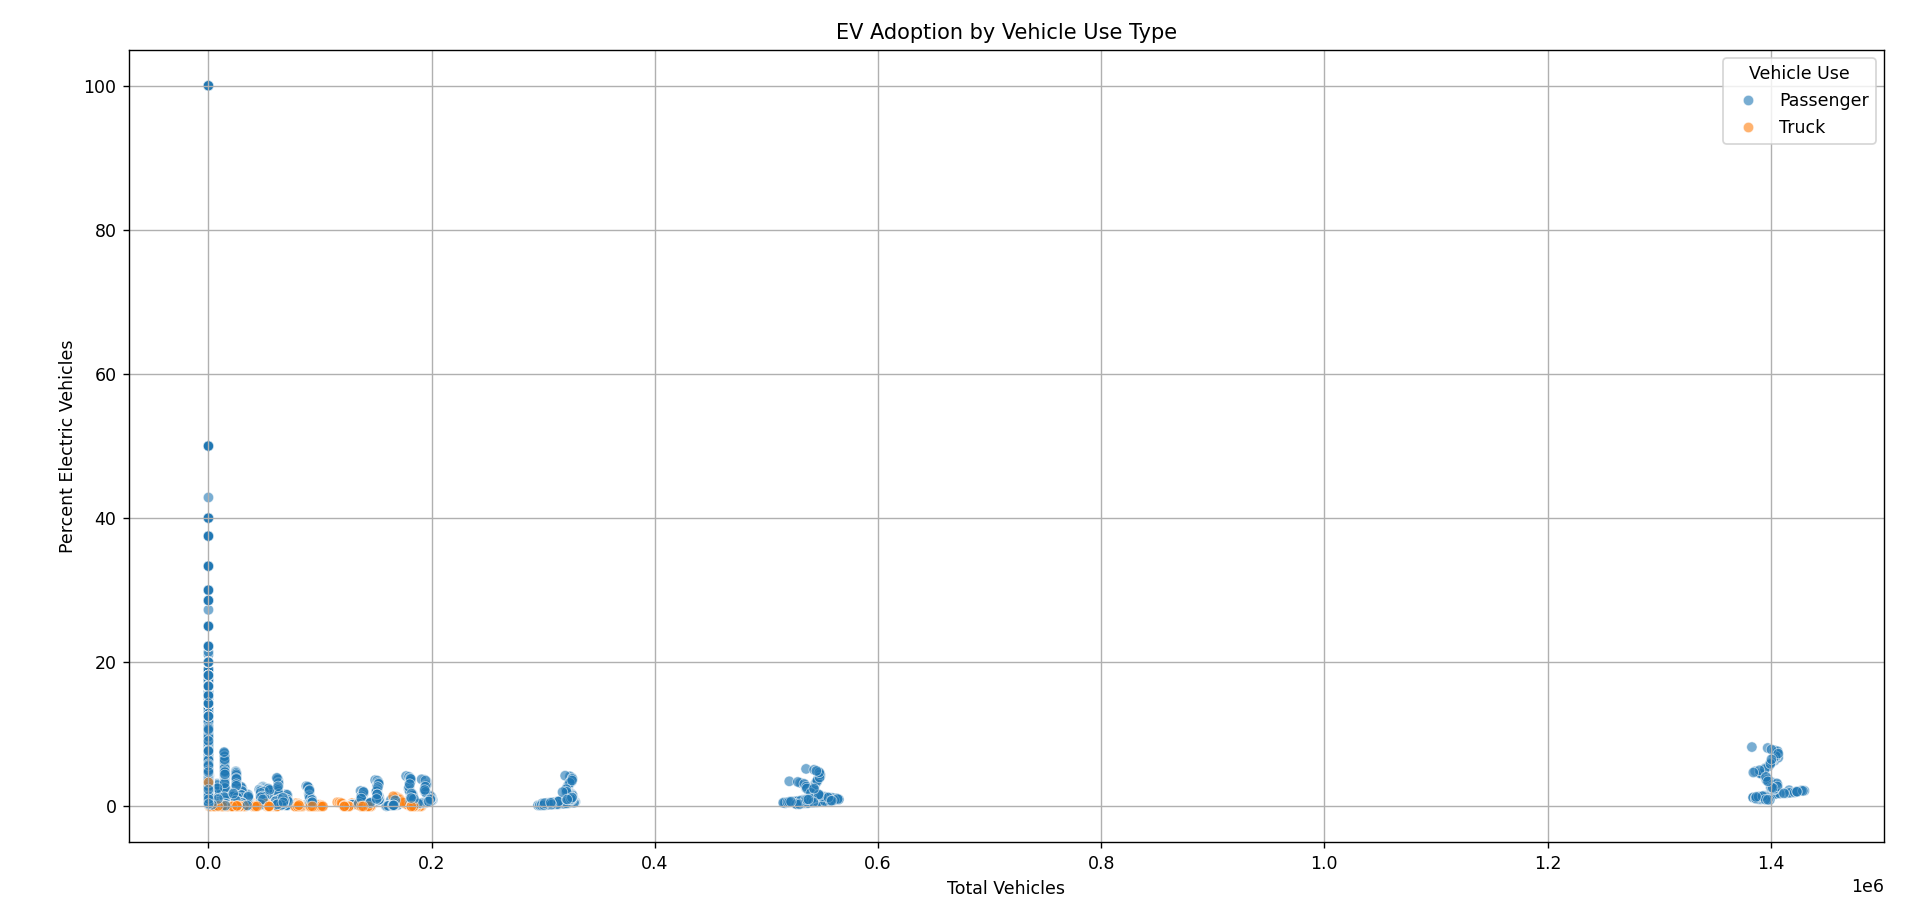 EV Adoption by Vehicle Use Type
Vehicle Use
Passenger
Truck
100
80
60
40
20
0
Percent Electric Vehicles
0.0
0.2
0.4
0.6
0.8
1.0
1.2
1.4
1e6
Total Vehicles